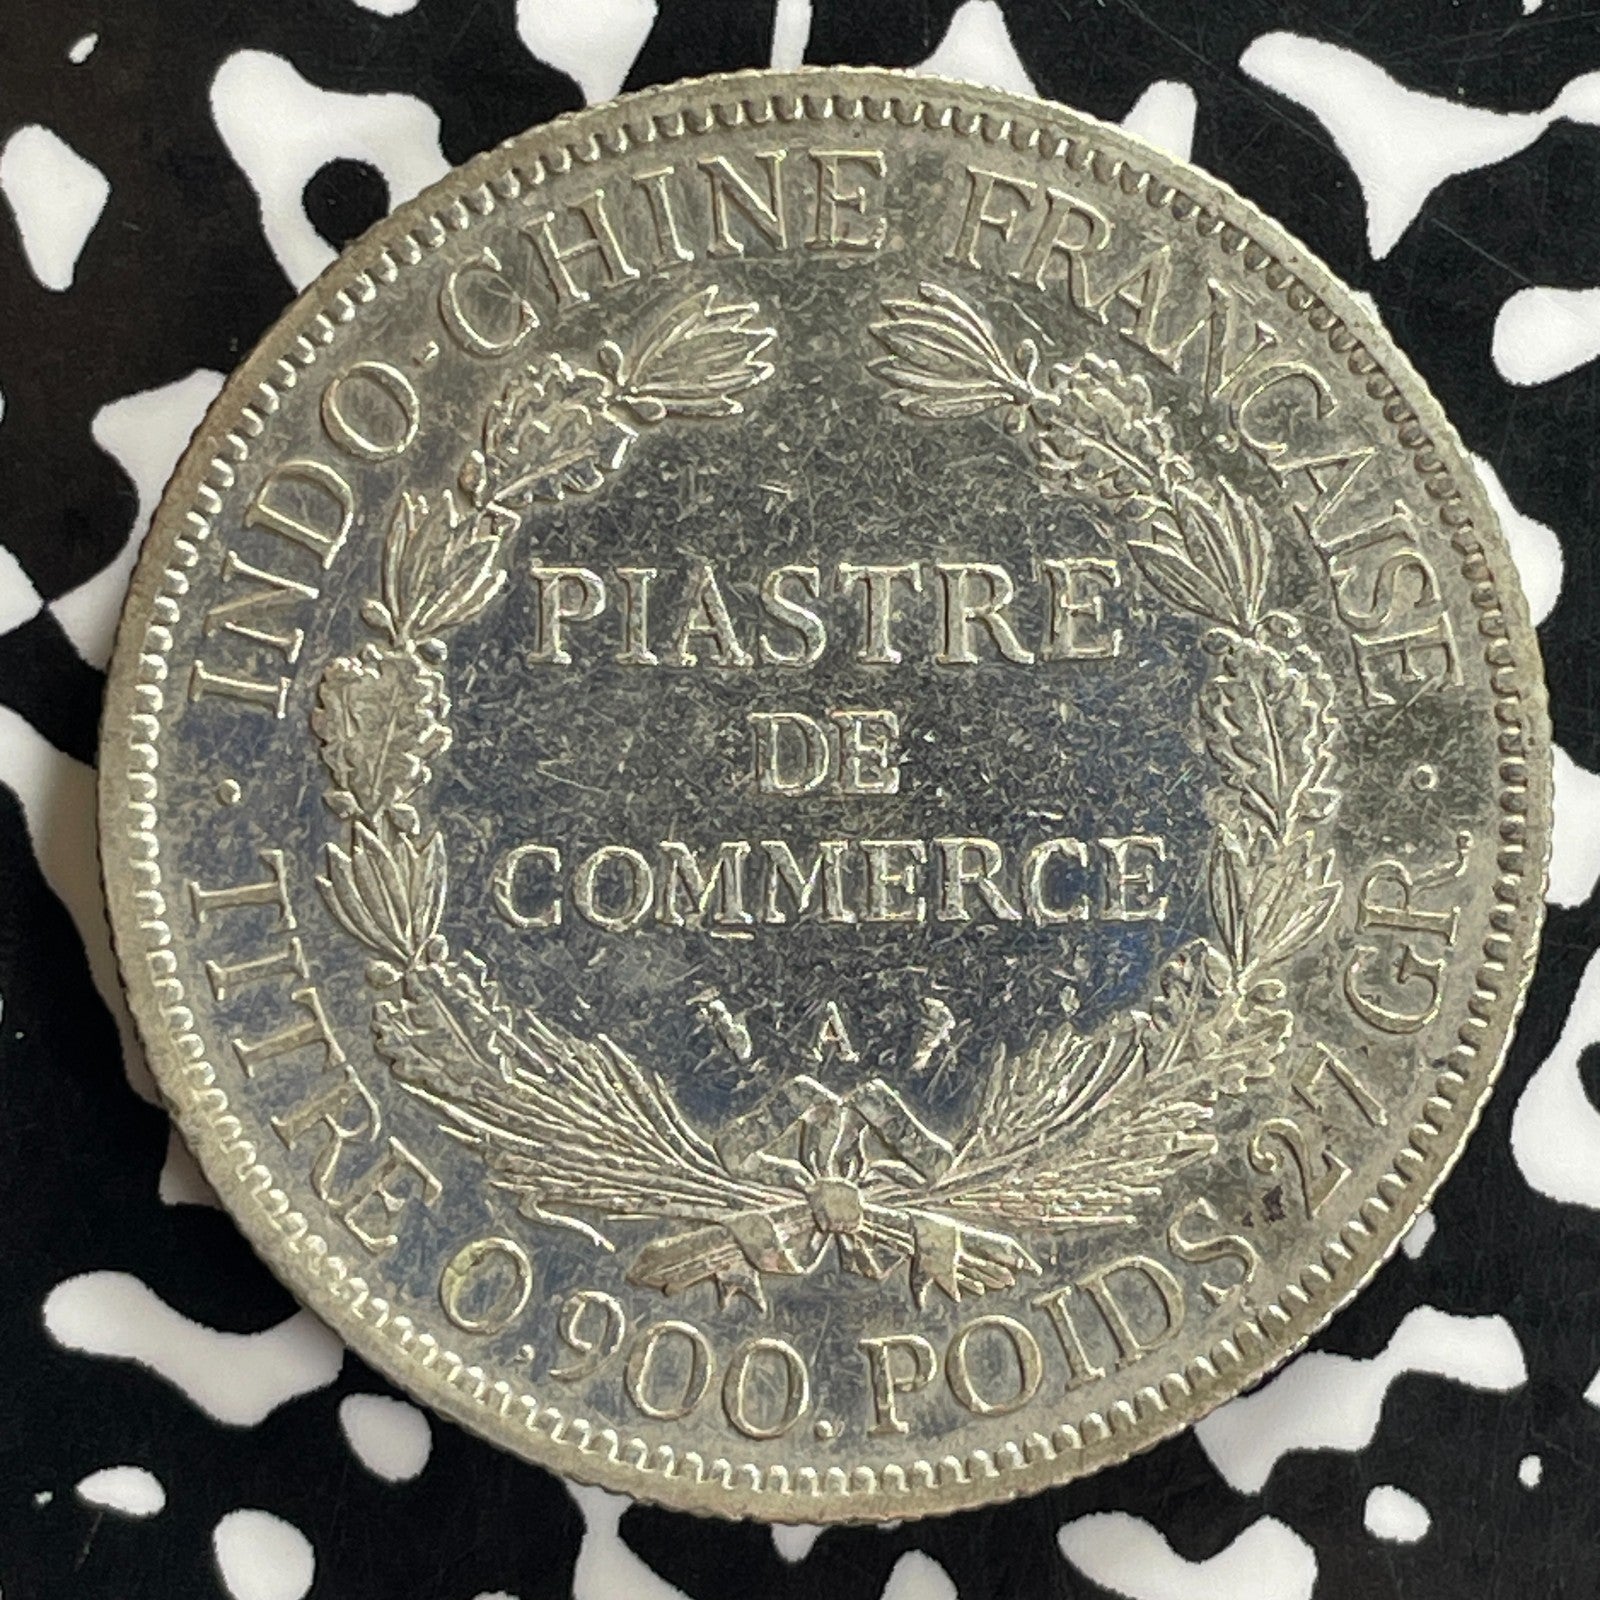 INDO-CHINE FRANÇAISE
PIASTRE
DE
COMMERCE
A
· TITRE 0,900. POIDS 27 GR. ·